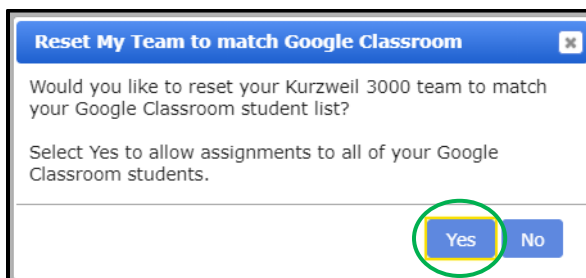 Reset My Team to match Google Classroom
Would you like to reset your Kurzweil 3000 team to match
your Google Classroom student list?
Select Yes to allow assignments to all of your Google
Classroom students.
Yes No